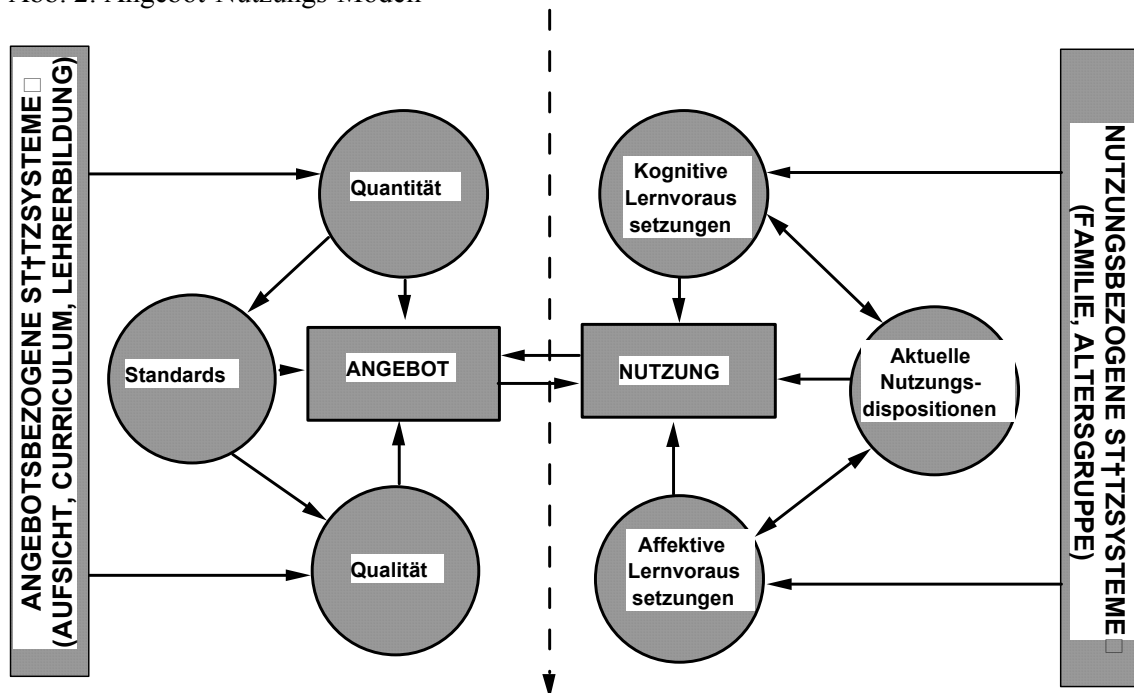 Abb. 2: Angebot-Nutzungs-Modell
ANGEBOTSBEZOGENE ST††TZSYSTEME□
(AUFSICHT, CURRICULUM, LEHRERBILDUNG)
Quantität
Standards
ANGEBOT
Qualität
Kognitive
Lernvoraus
setzungen
NUTZUNG
Aktuelle
Nutzungs-
dispositionen
Affektive
Lernvoraus
setzungen
NUTZUNGSBEZOGENE ST††TZSYSTEME□
(FAMILIE, ALTERSGRUPPE)